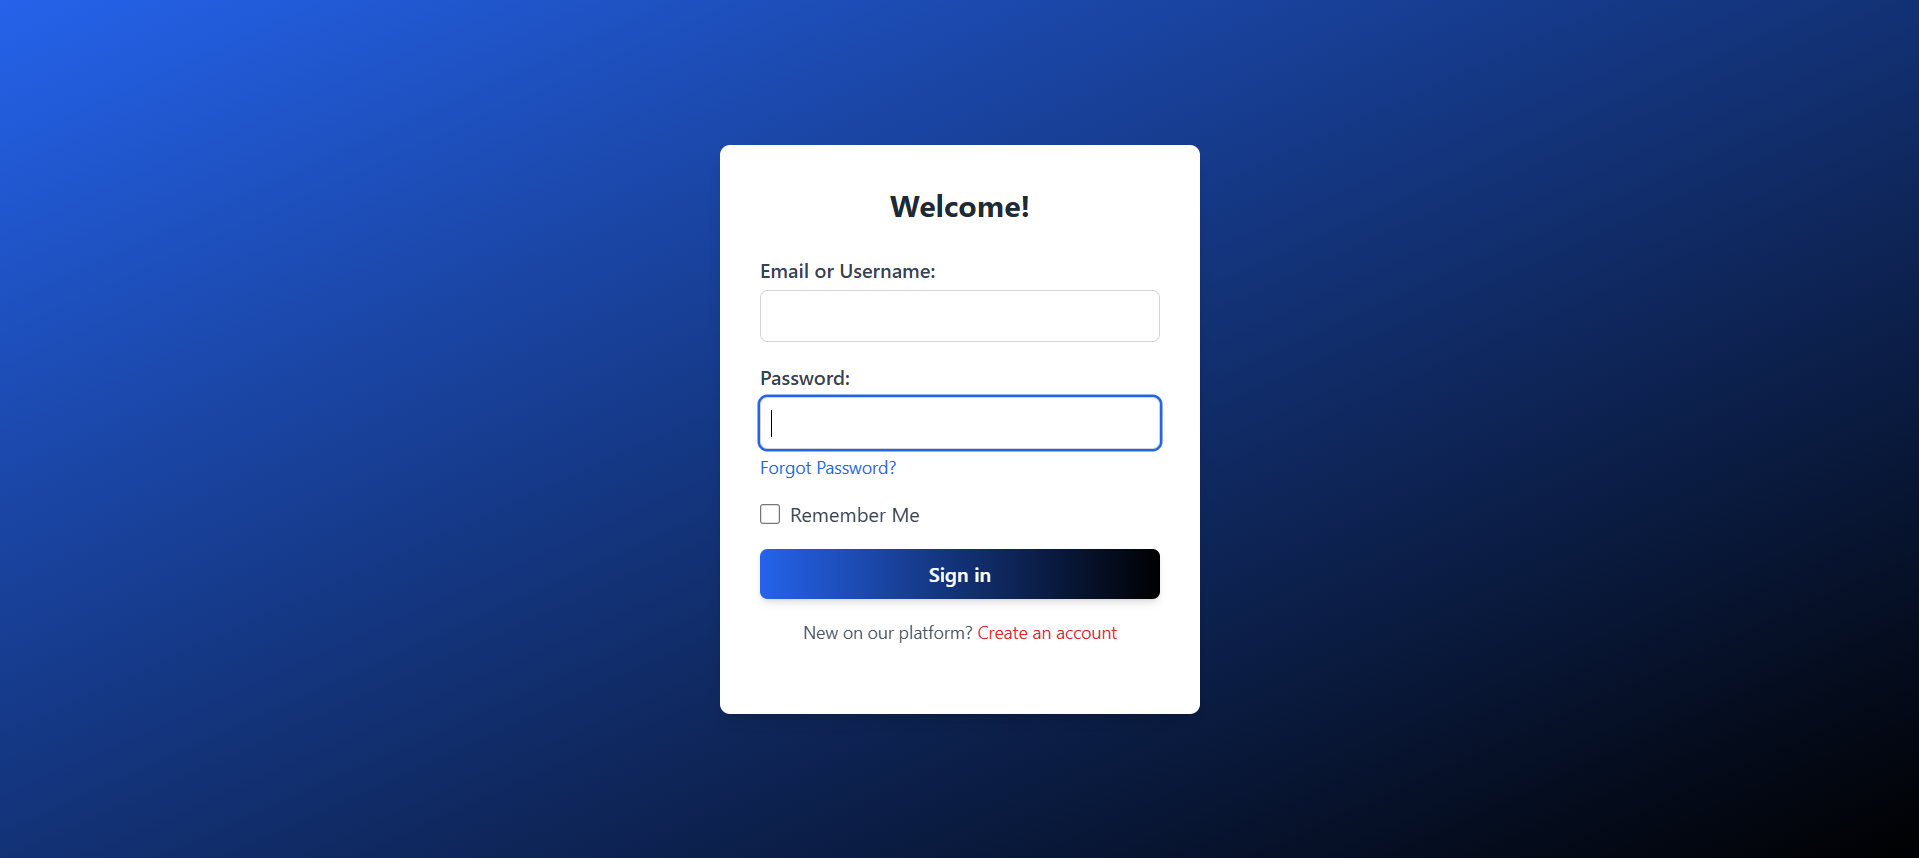 Welcome!
Email or Username:
Password:
Forgot Password?
Remember Me
Sign in
New on our platform? Create an account